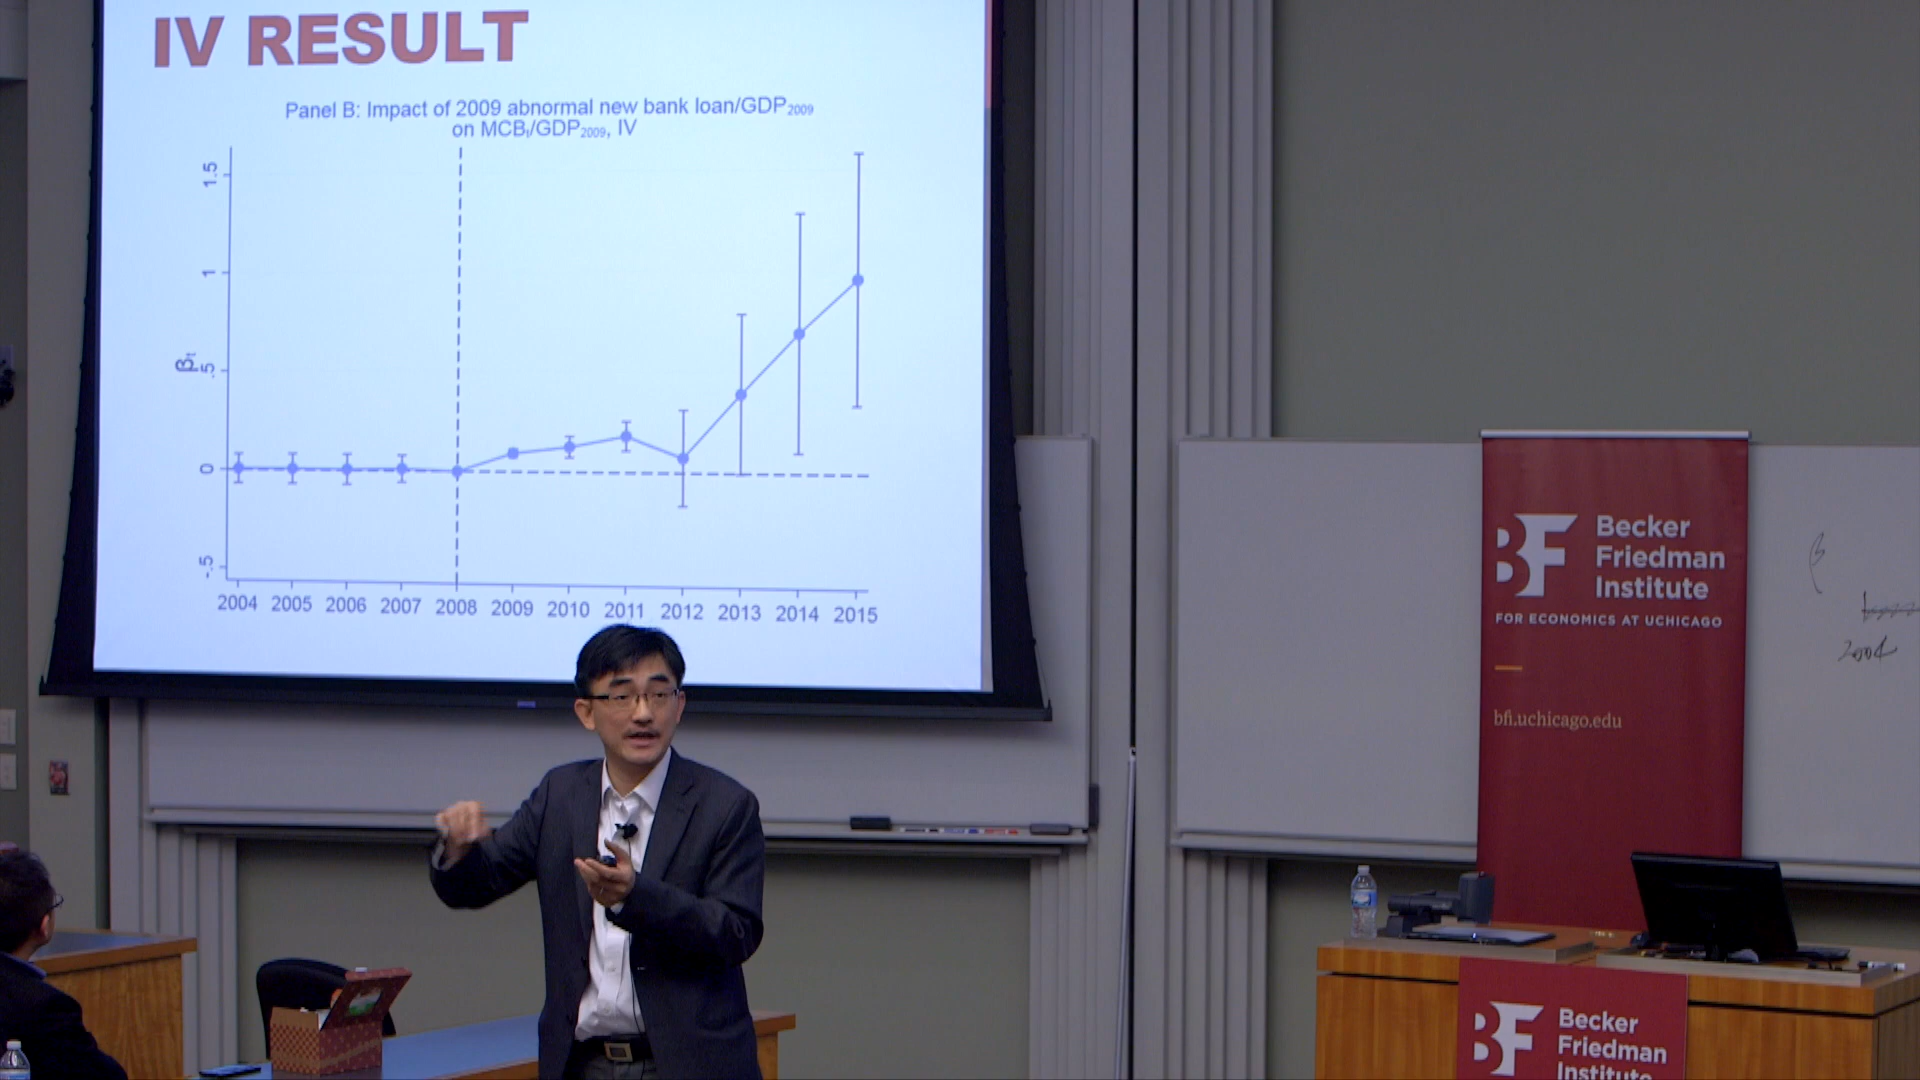 IV RESULT
Panel B: Impact of 2009 abnormal new bank loan/GDP2009
on MCBt/GDP2009, IV
1.5
1
.5
0
-.5
βt
2004 2005 2006 2007 2008 2009 2010 2011 2012 2013 2014 2015
BF
Becker
Friedman
Institute
FOR ECONOMICS AT UCHICAGO
bfi.uchicago.edu
β
BF
Becker
Friedman
Institute